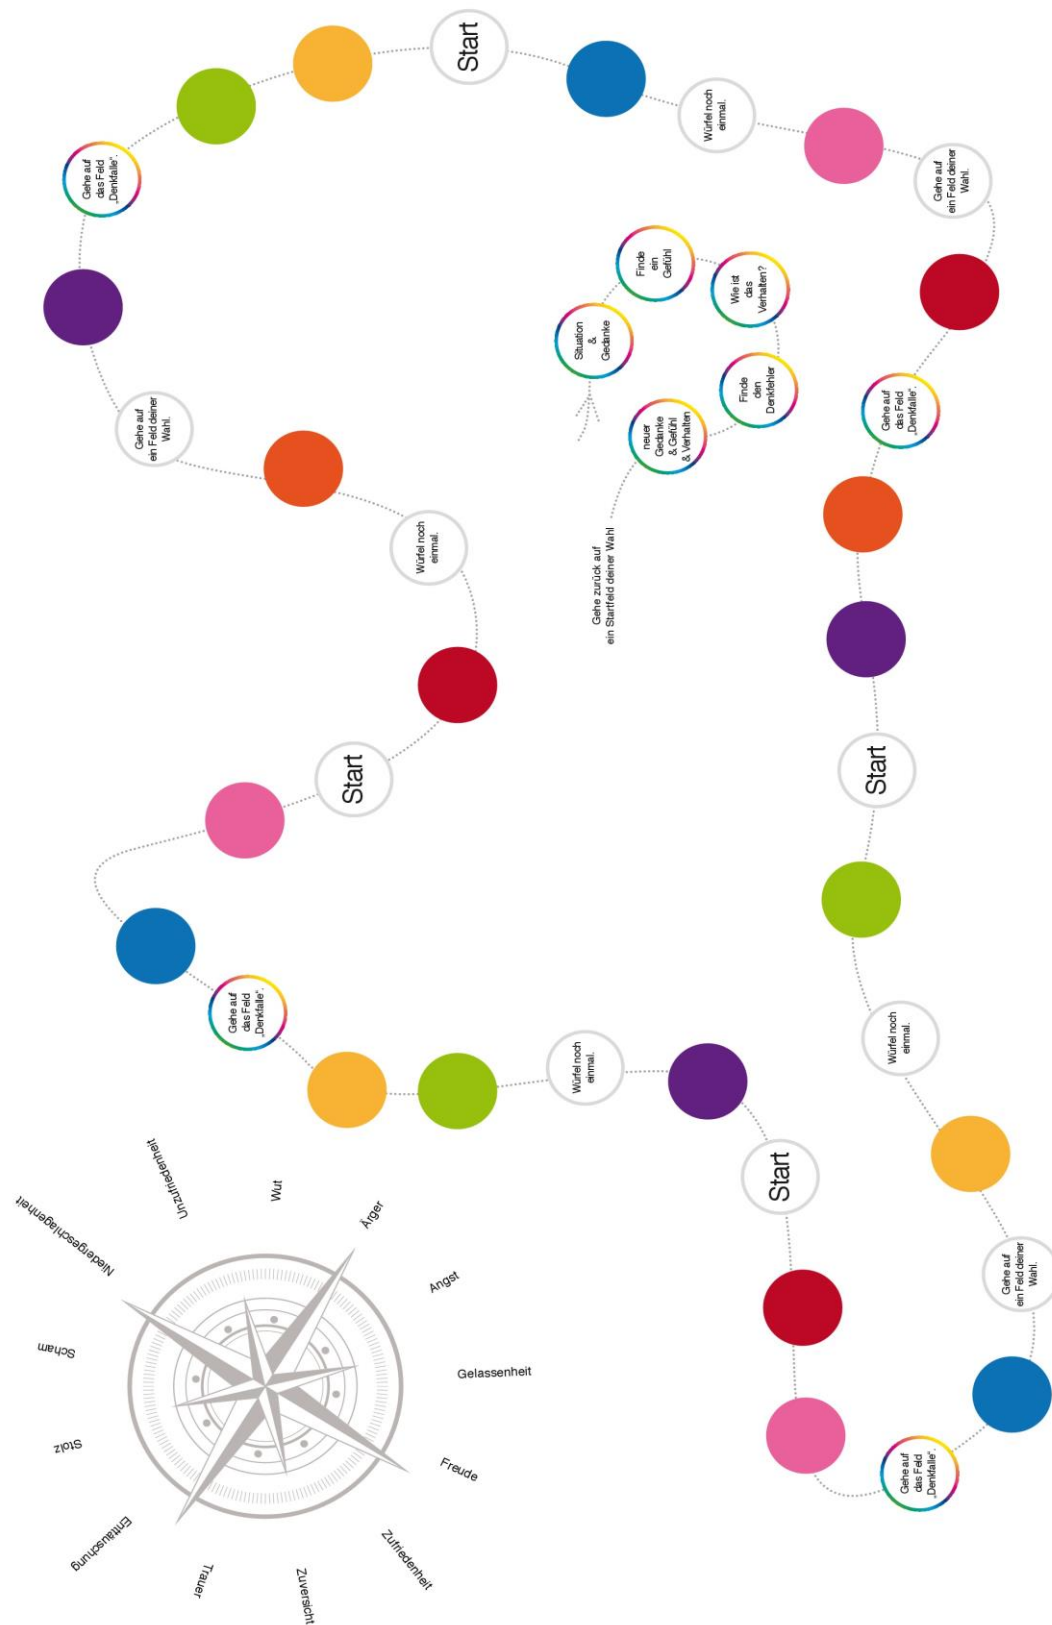 Start
Würfel noch
einmal.
Gehe auf
ein Feld deiner
Wahl.
Gehe auf
das Feld
„Denkfalle“.
Start
Würfel noch
einmal.
Gehe auf
ein Feld deiner
Wahl.
Gehe auf
das Feld
„Denkfalle“.
Start
Würfel noch
einmal.
Gehe auf
das Feld
„Denkfalle“.
Start
Würfel noch
einmal.
Gehe auf
ein Feld deiner
Wahl.
Gehe auf
das Feld
„Denkfalle“.
Situation
&
Gedanke
Finde
ein
Gefühl
Wie ist
das
Verhalten?
Finde
den
Denkfehler
neuer
Gedanke
& Gefühl
& Verhalten
Gehe zurück auf
ein Startfeld deiner Wahl
Wut
Ärger
Angst
Gelassenheit
Freude
Zufriedenheit
Zuversicht
Trauer
Enttäuschung
Stolz
Scham
Niedergeschlagenheit
Unzufriedenheit